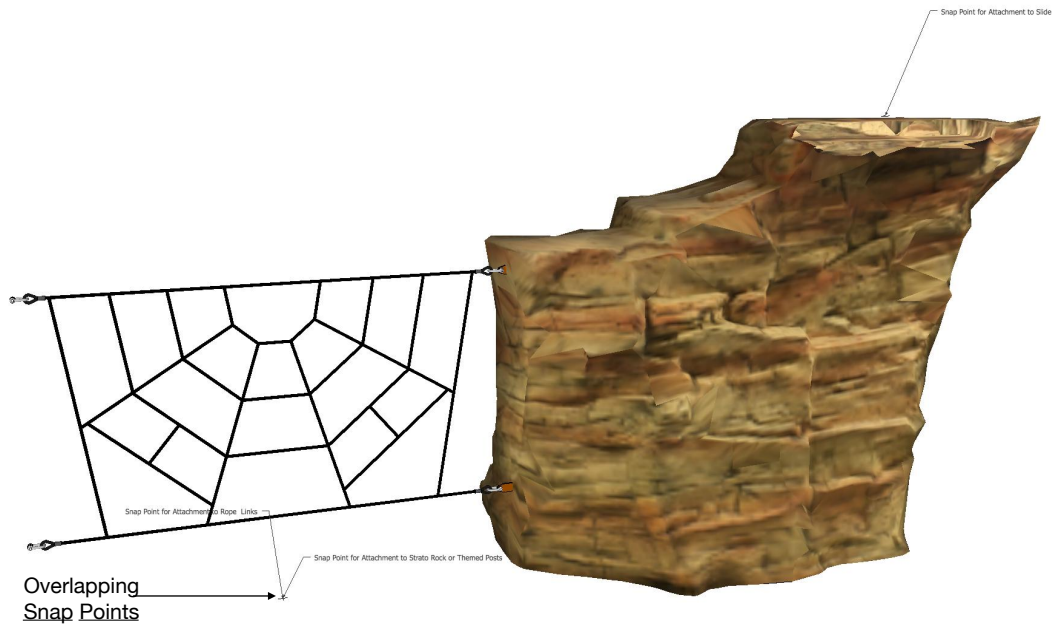 Snap Point for Attachment to Slide
Snap Point for Attachment to Rope Links
Snap Point for Attachment to Strato Rock or Themed Posts
Overlapping
Snap Points